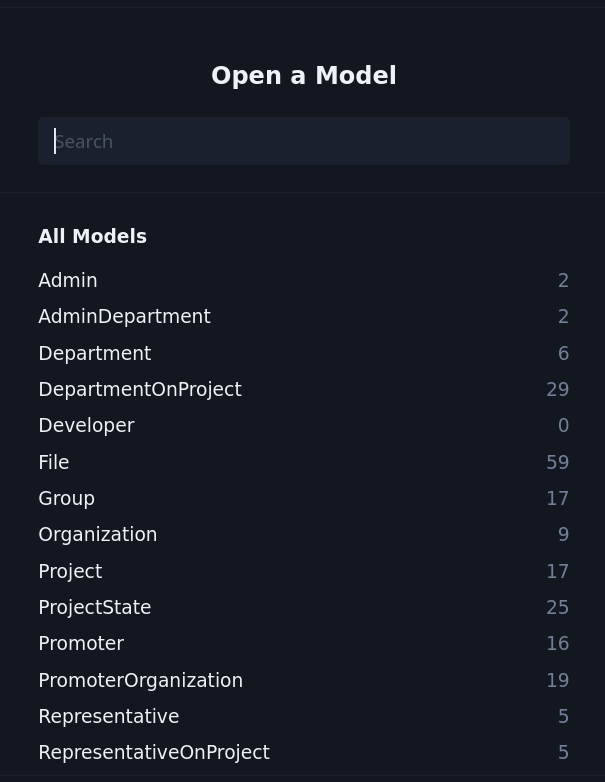 Open a Model
Search
All Models
Admin 2
AdminDepartment 2
Department 6
DepartmentOnProject 29
Developer 0
File 59
Group 17
Organization 9
Project 17
ProjectState 25
Promoter 16
PromoterOrganization 19
Representative 5
RepresentativeOnProject 5